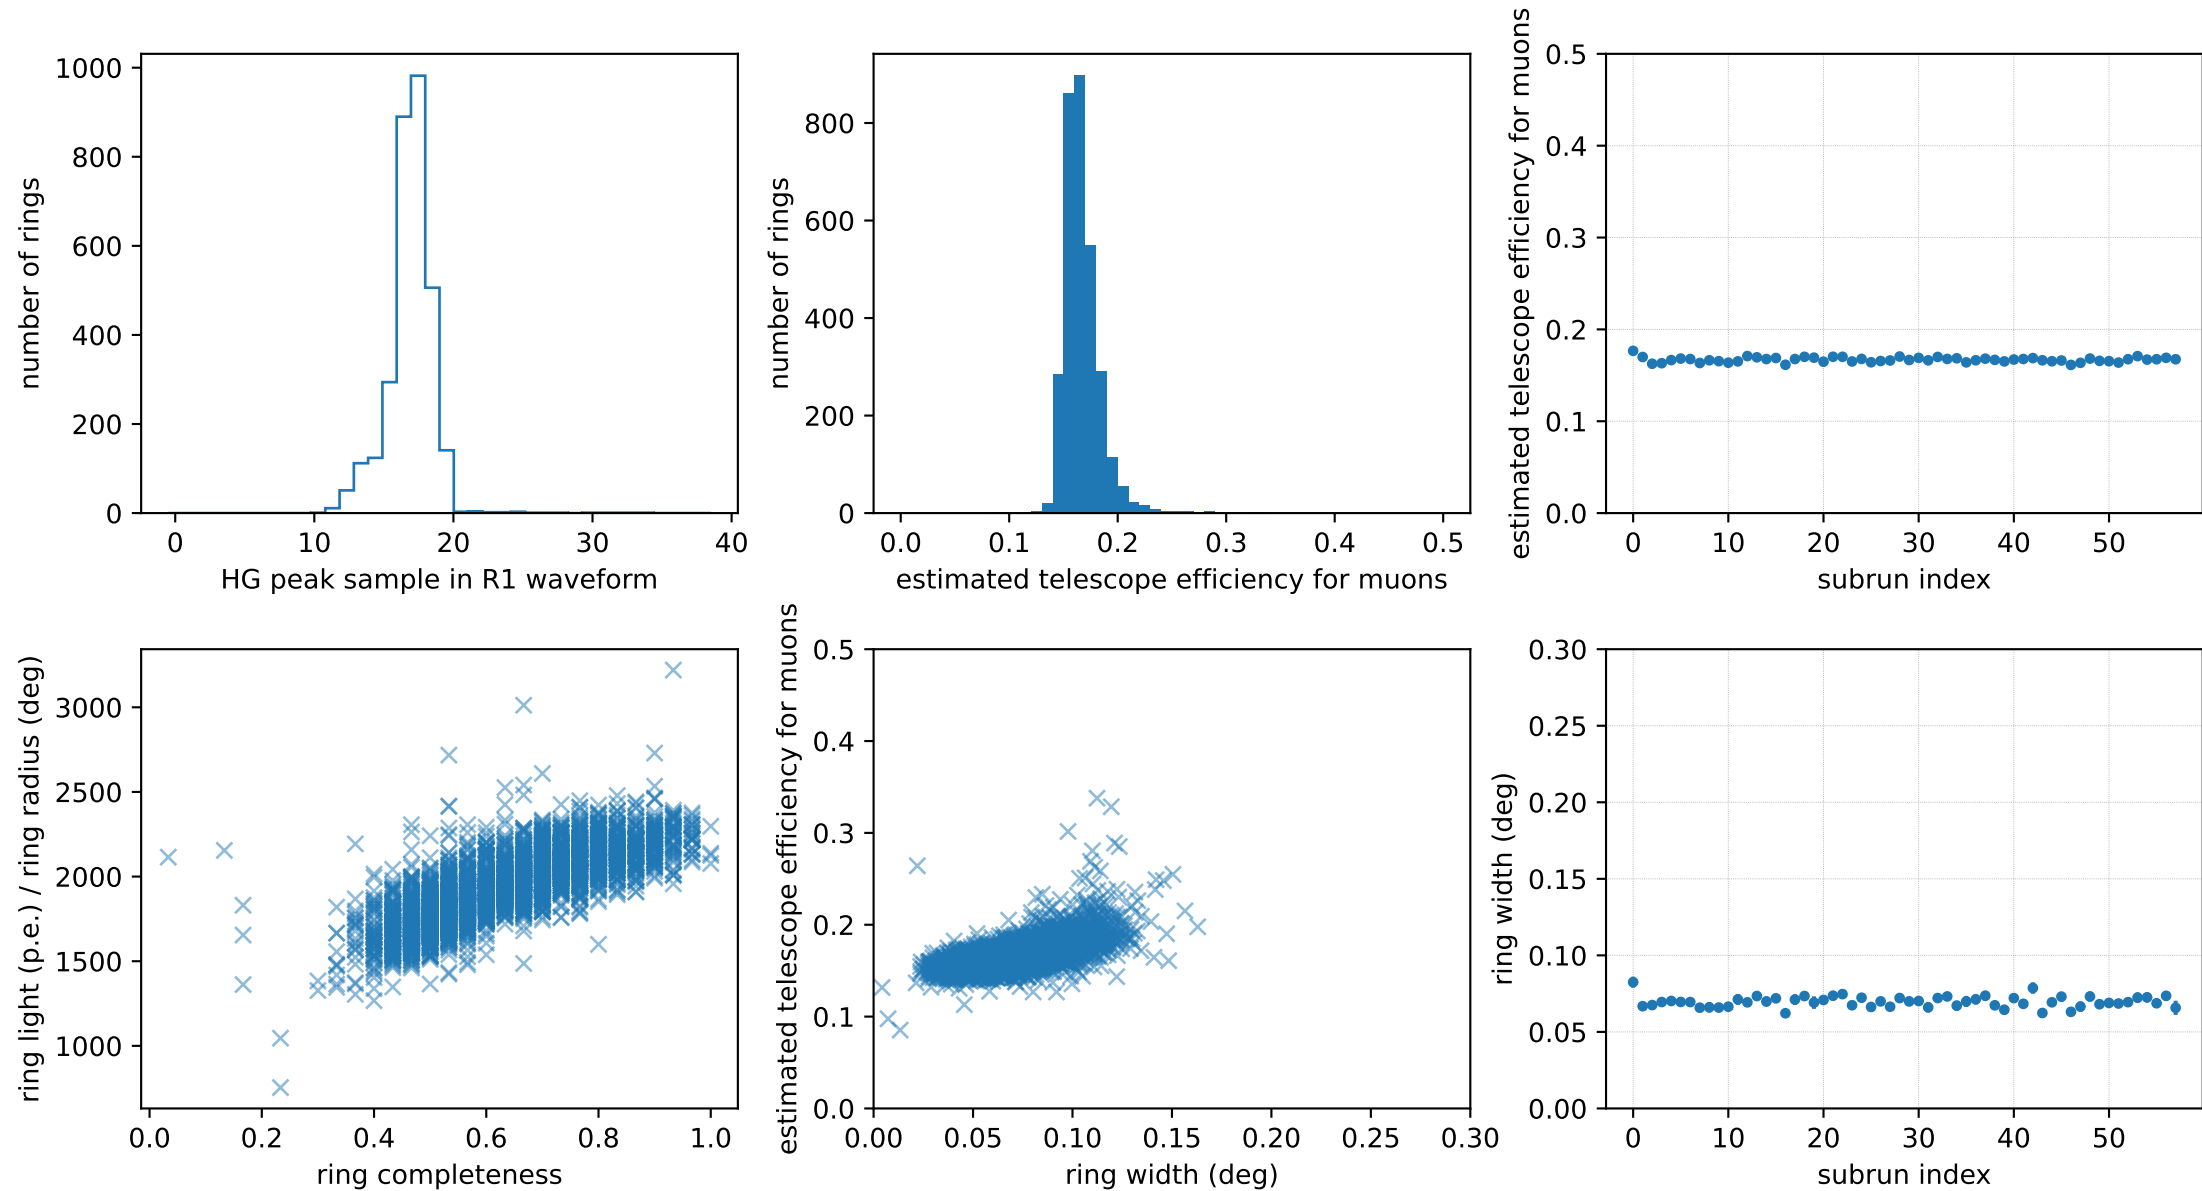 number of rings
1000
800
600
400
200
0
0 10 20 30 40
HG peak sample in R1 waveform
number of rings
800
600
400
200
0
0.0 0.1 0.2 0.3 0.4 0.5
estimated telescope efficiency for muons
estimated telescope efficiency for muons
0.5
0.4
0.3
0.2
0.1
0.0
0 10 20 30 40 50
subrun index
ring light (p.e.) / ring radius (deg)
3000
2500
2000
1500
1000
0.0 0.2 0.4 0.6 0.8 1.0
ring completeness
estimated telescope efficiency for muons
0.5
0.4
0.3
0.2
0.1
0.0
0.00 0.05 0.10 0.15 0.20 0.25 0.30
ring width (deg)
ring width (deg)
0.30
0.25
0.20
0.15
0.10
0.05
0.00
0 10 20 30 40 50
subrun index